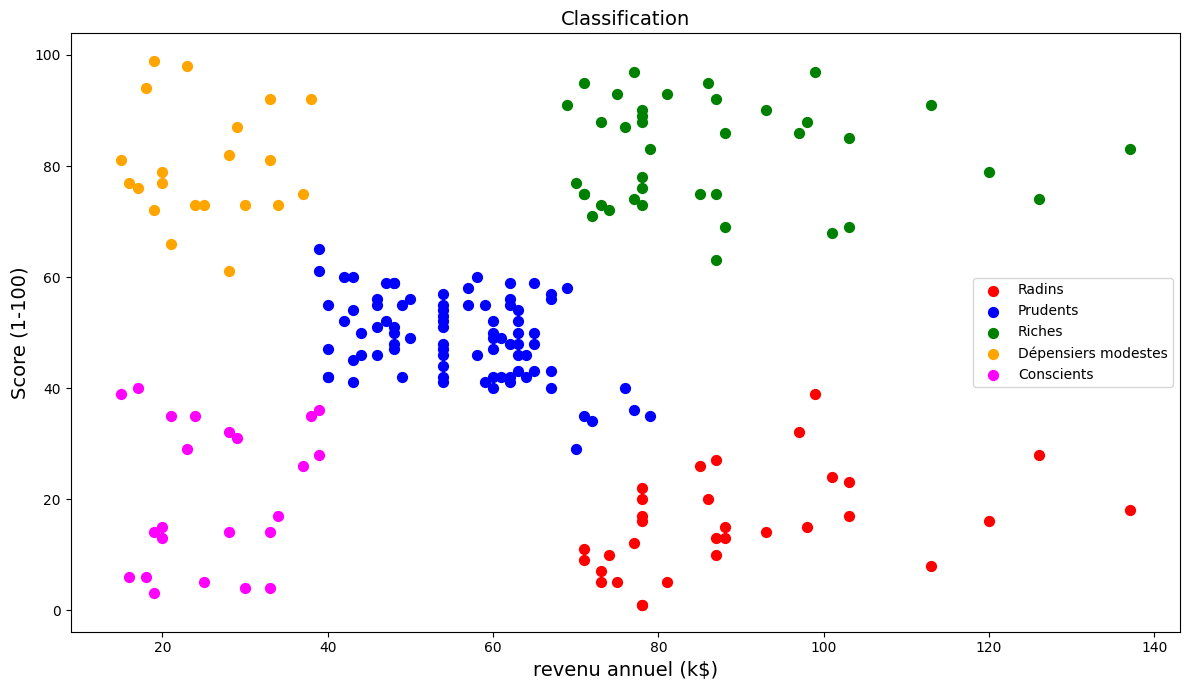 Classification
100
80
60
40
20
0
Score (1-100)
Radins
Prudents
Riches
Dépensiers modestes
Conscients
20
40
60
80
100
120
140
revenu annuel (k$)